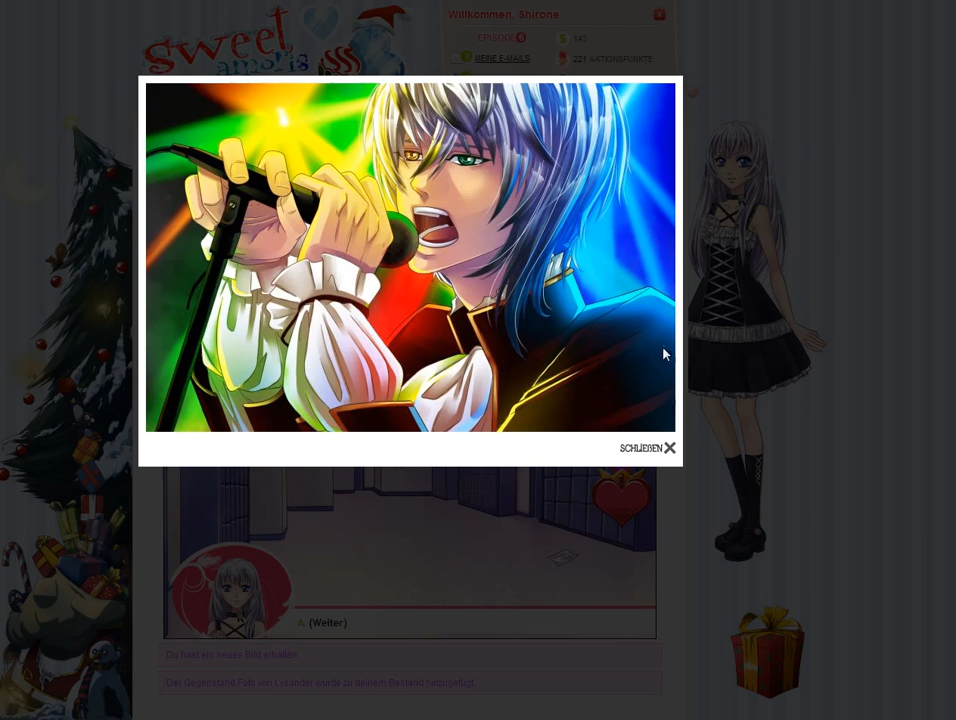 sweet
amoris
Willkommen, Shirone
x
EPISODE 6
$ 143
MEINE E-MAILS
221 AKTIONSPUNKTE
SCHLIEßEN X
A. (Weiter)
Du hast ein neues Bild erhalten.
Der Gegenstand Foto von Lysander wurde zu deinem Bestand hinzugefügt.